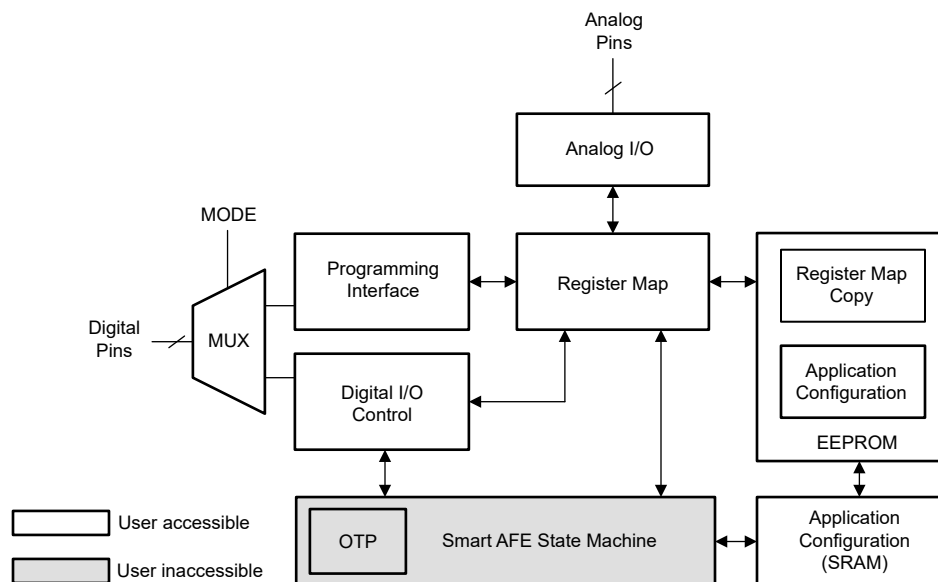 Analog
Pins
Analog I/O
MODE
Programming
Interface
Register Map
Register Map
Copy
Digital
Pins
MUX
Digital I/O
Control
Application
Configuration
EEPROM
User accessible
OTP
Smart AFE State Machine
Application
Configuration
(SRAM)
User inaccessible